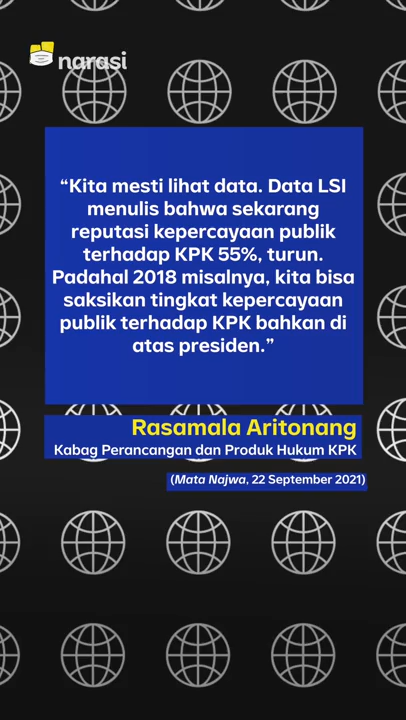 narasi
“Kita mesti lihat data. Data LSI
menulis bahwa sekarang
reputasi kepercayaan publik
terhadap KPK 55%, turun.
Padahal 2018 misalnya, kita bisa
saksikan tingkat kepercayaan
publik terhadap KPK bahkan di
atas presiden.”
Rasamala Aritonang
Kabag Perancangan dan Produk Hukum KPK
(Mata Najwa, 22 September 2021)